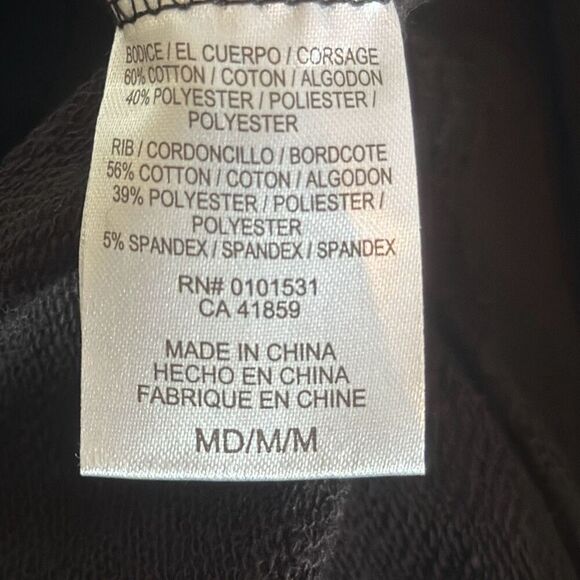 BODICE / EL CUERPO / CORSAGE
60% COTTON / COTON / ALGODON
40% POLYESTER / POLIESTER /
POLYESTER
RIB / CORDONCILLO / BORDCOTE
56% COTTON / COTON / ALGODON
39% POLYESTER / POLIESTER /
POLYESTER
5% SPANDEX / SPANDEX / SPANDEX
RN# 0101531
CA 41859
MADE IN CHINA
HECHO EN CHINA
FABRIQUE EN CHINE
MD/M/M